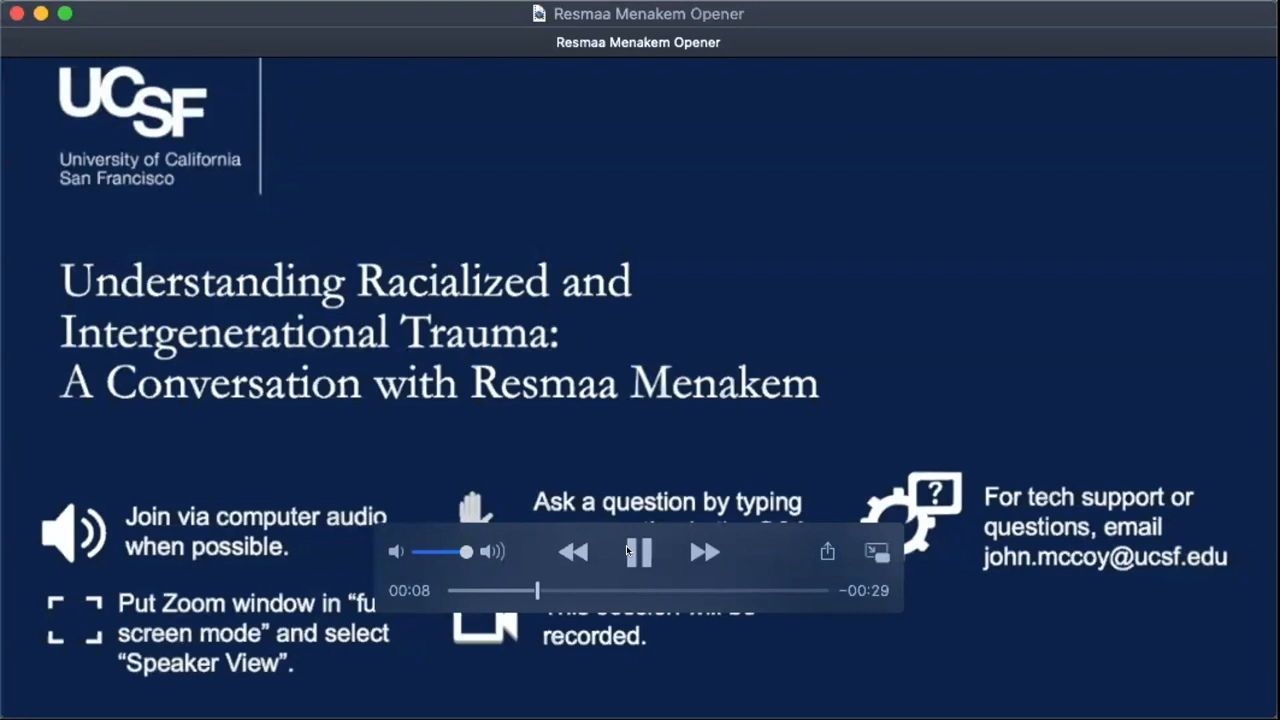 Resmaa Menakem Opener
Resmaa Menakem Opener
UCSF
University of California
San Francisco
Understanding Racialized and
Intergenerational Trauma:
A Conversation with Resmaa Menakem
Join via computer audio
when possible.
Put Zoom window in “fu
screen mode” and select
“Speaker View”.
Ask a question by typing
recorded.
?
For tech support or
questions, email
john.mccoy@ucsf.edu
00:08
-00:29